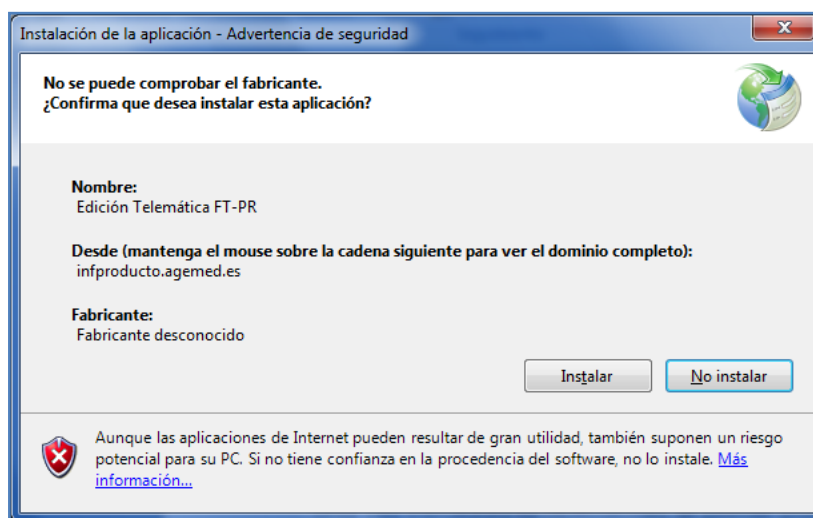 Instalación de la aplicación - Advertencia de seguridad
No se puede comprobar el fabricante.
¿Confirma que desea instalar esta aplicación?
Nombre:
Edición Telemática FT-PR
Desde (mantenga el mouse sobre la cadena siguiente para ver el dominio completo):
infproducto.agemed.es
Fabricante:
Fabricante desconocido
Instalar
No instalar
Aunque las aplicaciones de Internet pueden resultar de gran utilidad, también suponen un riesgo
potencial para su PC. Si no tiene confianza en la procedencia del software, no lo instale. Más
información...